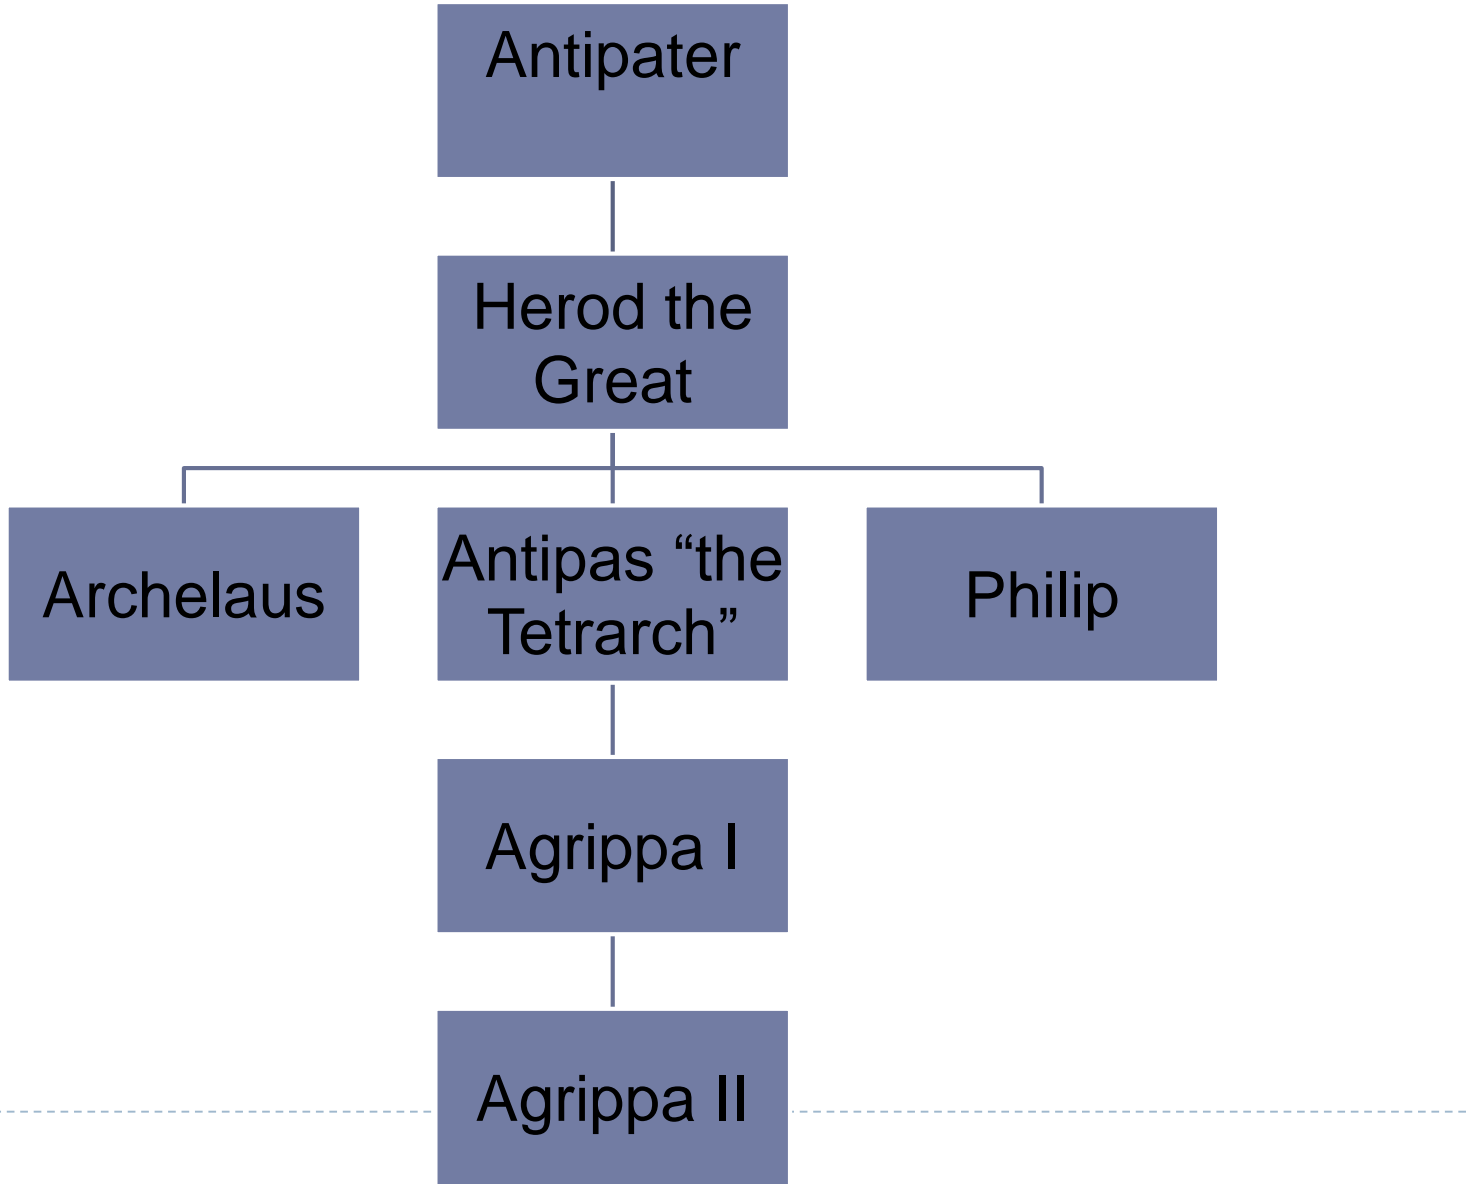 Antipater
Herod the
Great
Archelaus
Antipas “the
Tetrarch”
Philip
Agrippa I
Agrippa II